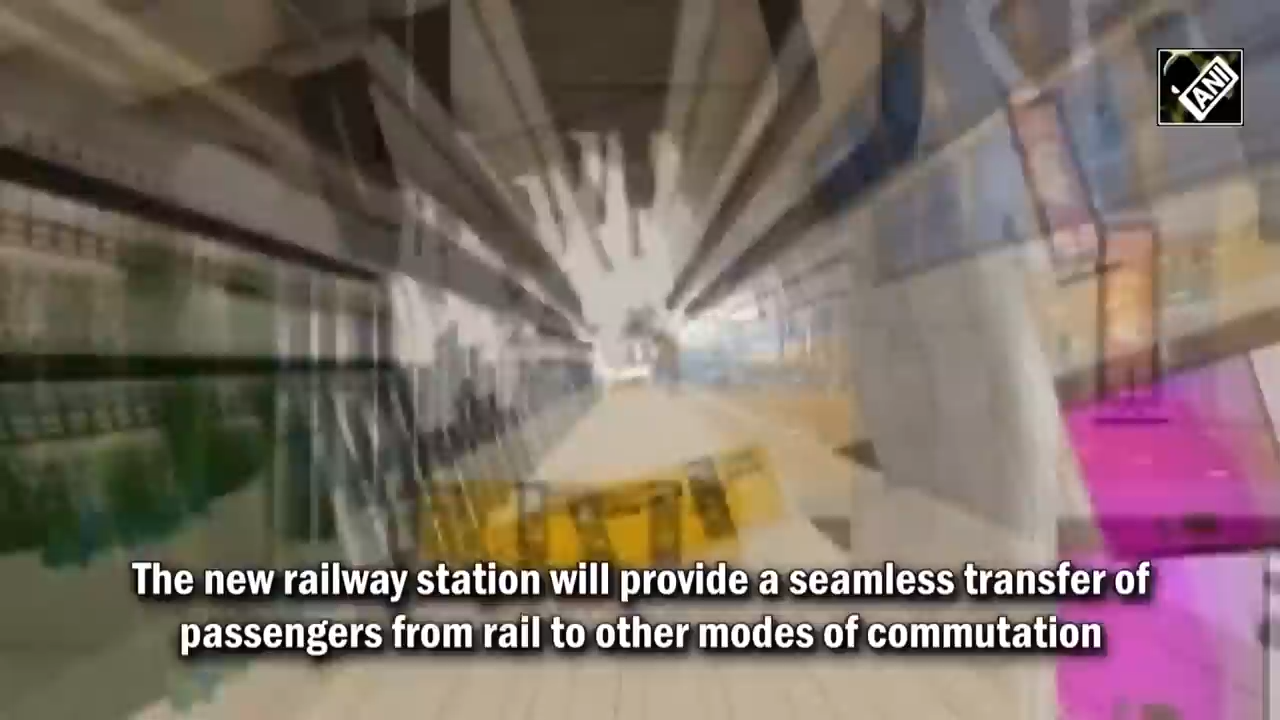 ANI
The new railway station will provide a seamless transfer of
passengers from rail to other modes of commutation